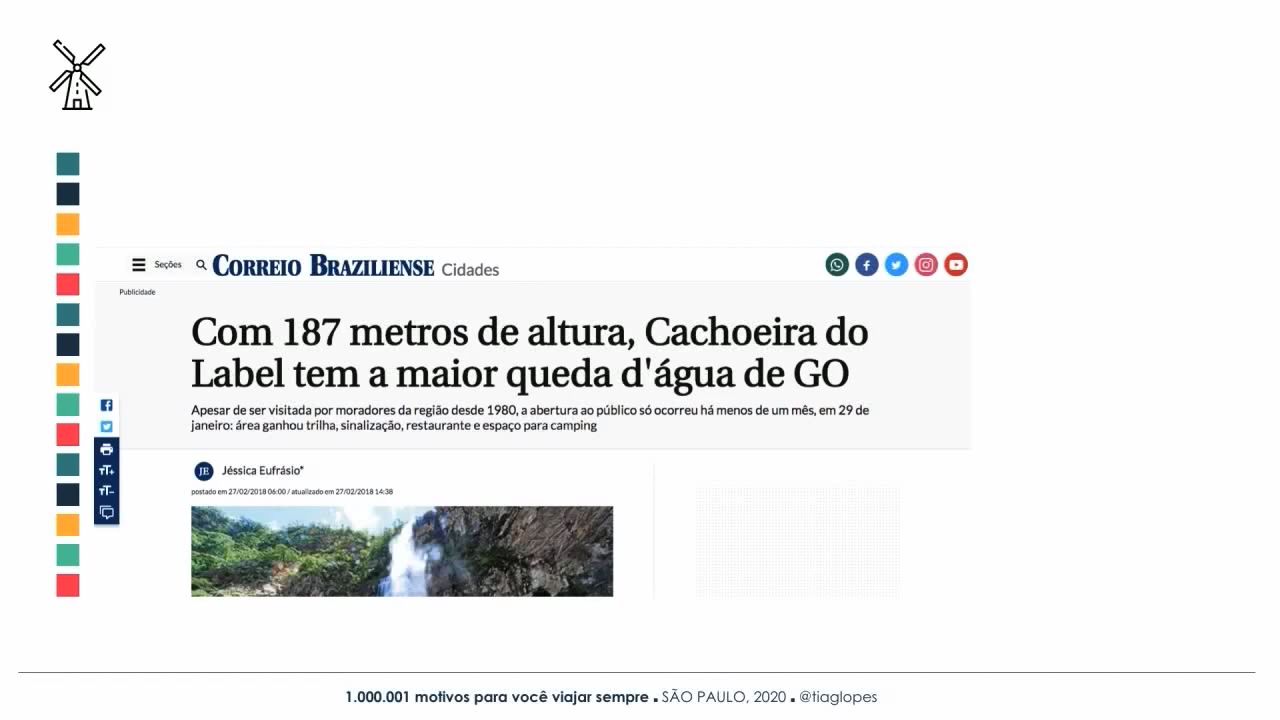 Seções CORREIO BRAZILIENSE Cidades
Publicidade
Com 187 metros de altura, Cachoeira do
Label tem a maior queda d'água de GO
Apesar de ser visitada por moradores da região desde 1980, a abertura ao público só ocorreu há menos de um mês, em 29 de
janeiro: área ganhou trilha, sinalização, restaurante e espaço para camping
JE Jéssica Eufrásio*
postado em 27/02/2018 06:00 / atualizado em 27/02/2018 14:38
TT+
TT-
1.000.001 motivos para você viajar sempre ▪ SÃO PAULO, 2020 ▪ @tiaglopes